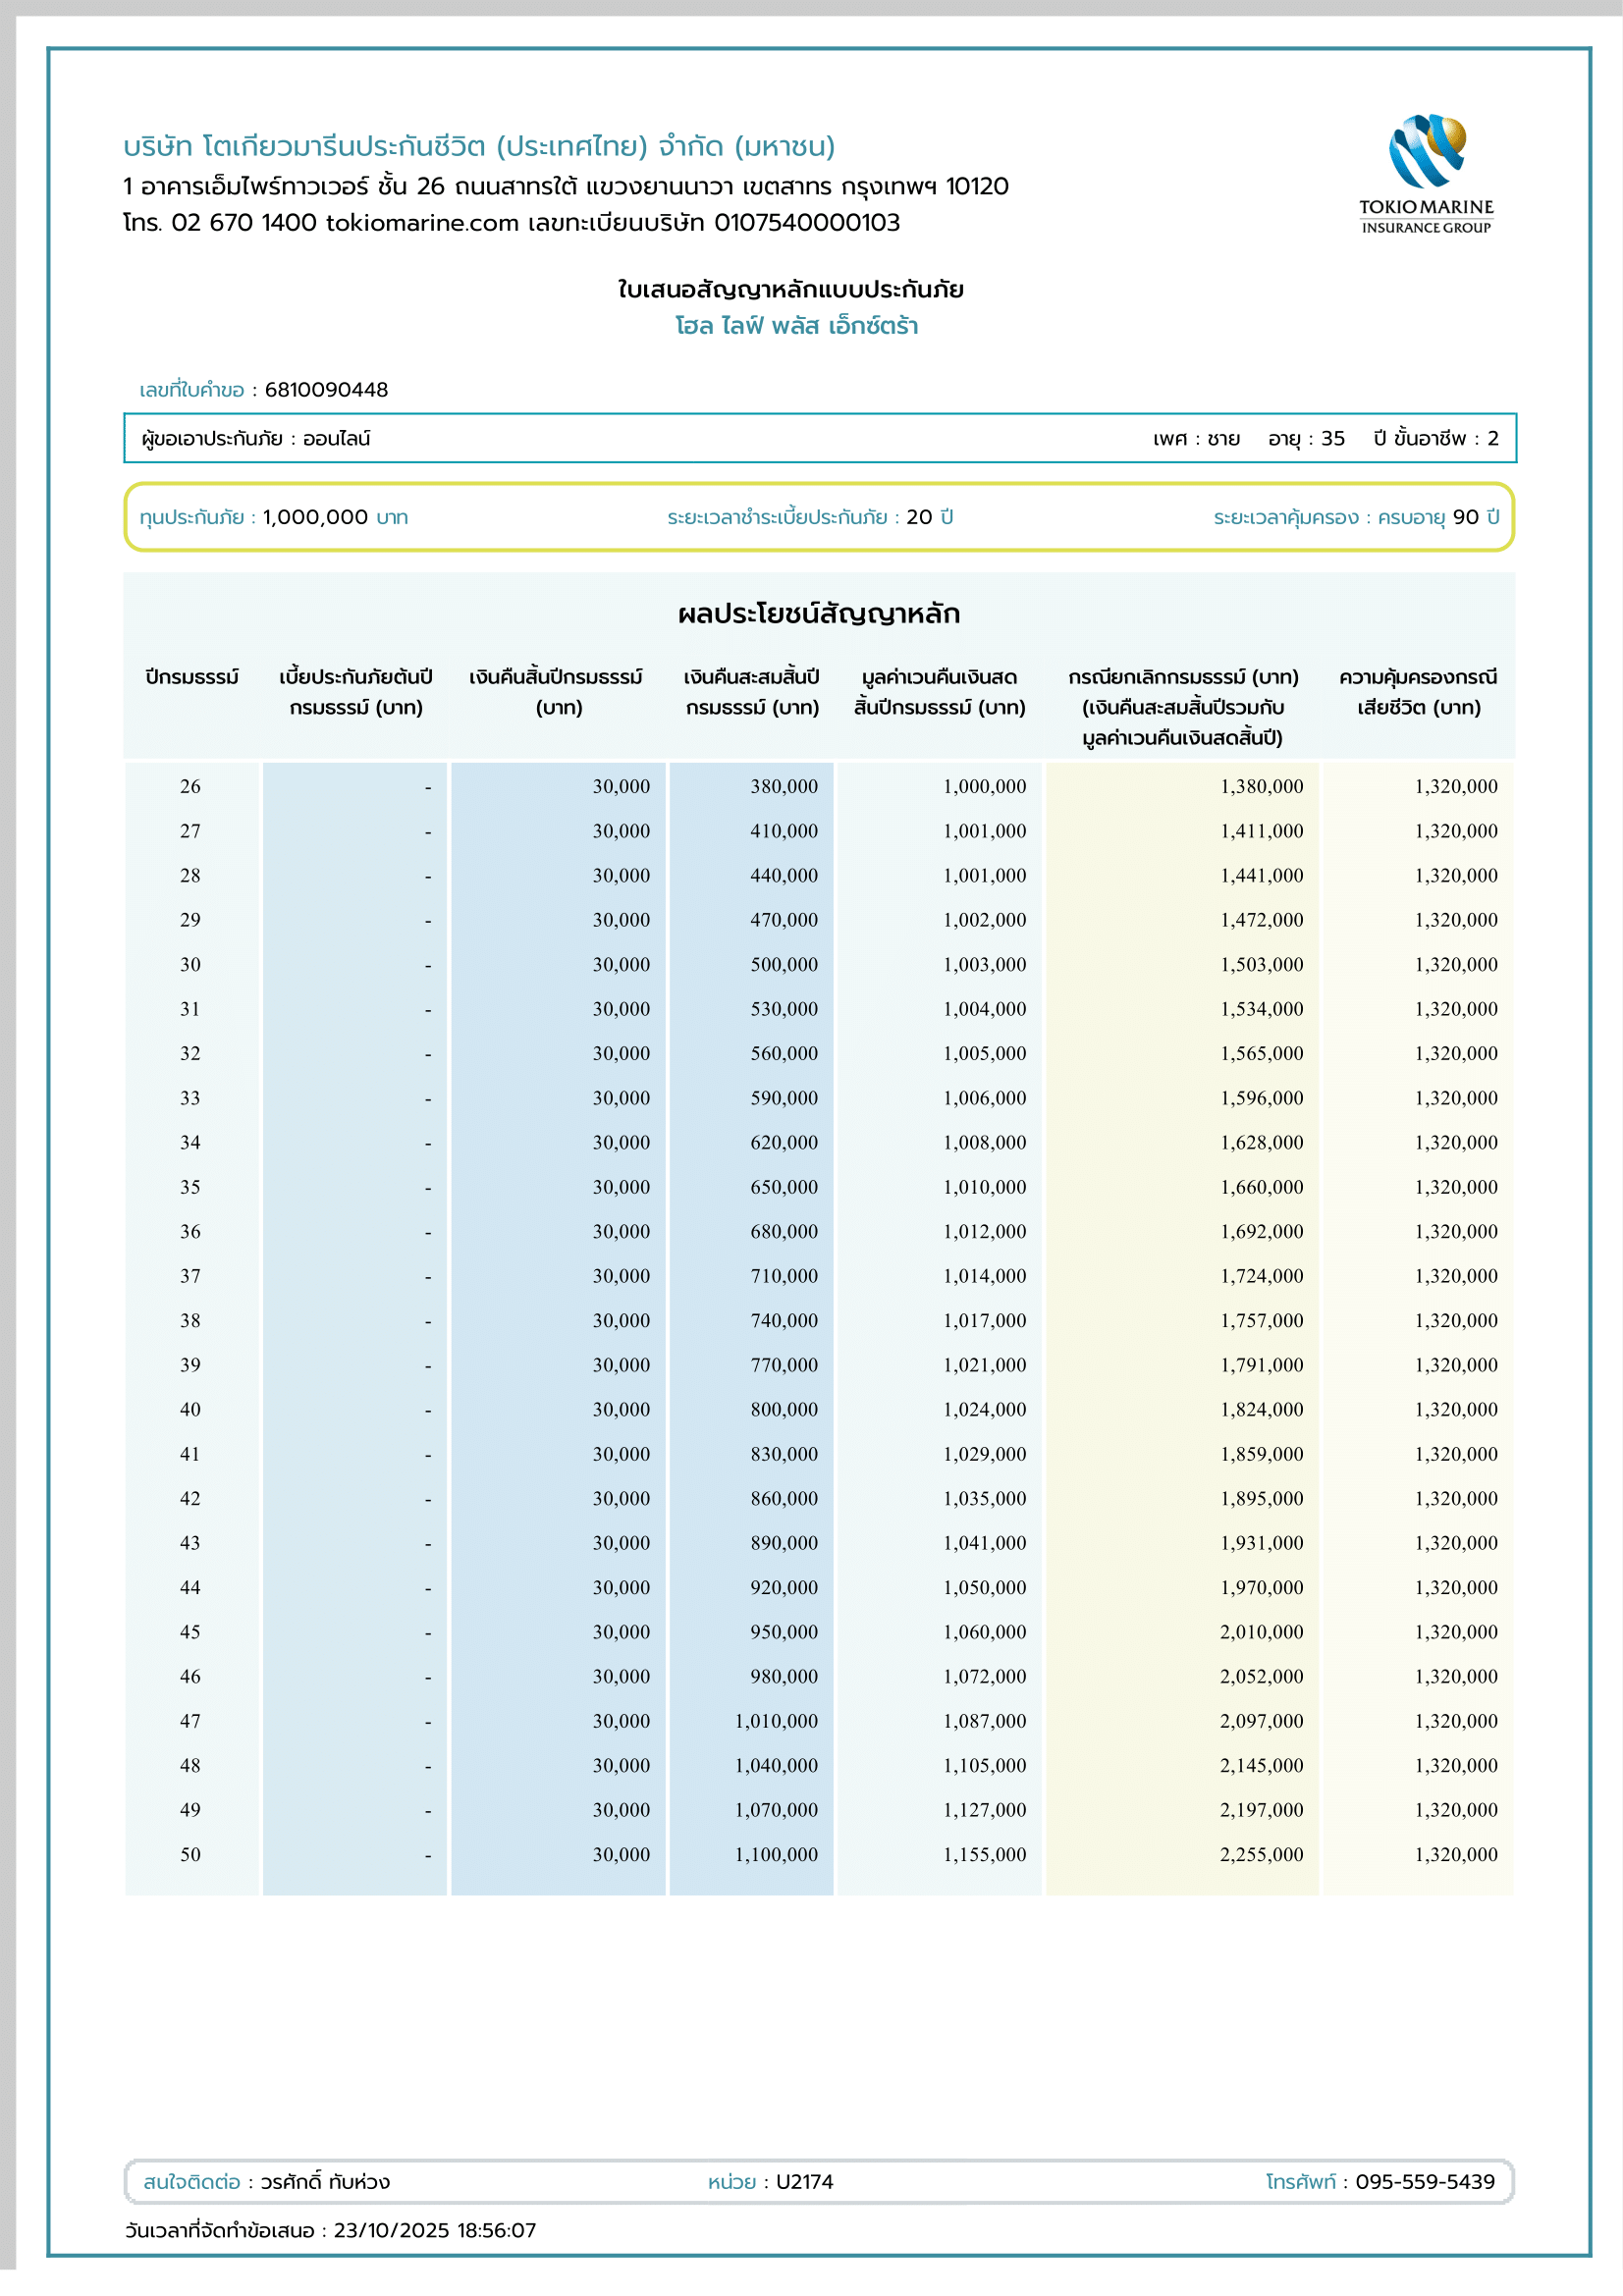 บริษัท โตเกียวมารีนประกันชีวิต (ประเทศไทย) จำกัด (มหาชน)
1 อาคารเอ็มไพร์ทาวเวอร์ ชั้น 26 ถนนสาทรใต้ แขวงยานนาวา เขตสาทร กรุงเทพฯ 10120
โทร. 02 670 1400 tokiomarine.com เลขทะเบียนบริษัท 0107540000103
TOKIO MARINE
INSURANCE GROUP
ใบเสนอสัญญาหลักแบบประกันภัย
โฮล ไลฟ์ พลัส เอ็กซ์ตร้า
เลขที่ใบคำขอ : 6810090448
ผู้ขอเอาประกันภัย : ออนไลน์ เพศ : ชาย อายุ : 35 ปี ขั้นอาชีพ : 2
ทุนประกันภัย : 1,000,000 บาท ระยะเวลาชำระเบี้ยประกันภัย : 20 ปี ระยะเวลาคุ้มครอง : ครบอายุ 90 ปี
ผลประโยชน์สัญญาหลัก
ปีกรมธรรม์ เบี้ยประกันภัยต้นปี เงินคืนสิ้นปีกรมธรรม์ เงินคืนสะสมสิ้นปี มูลค่าเวนคืนเงินสด กรณียกเลิกกรมธรรม์ (บาท) ความคุ้มครองกรณี
กรมธรรม์ (บาท) (บาท) กรมธรรม์ (บาท) สิ้นปีกรมธรรม์ (บาท) (เงินคืนสะสมสิ้นปีรวมกับ เสียชีวิต (บาท)
มูลค่าเวนคืนเงินสดสิ้นปี)
26 - 30,000 380,000 1,000,000 1,380,000 1,320,000
27 - 30,000 410,000 1,001,000 1,411,000 1,320,000
28 - 30,000 440,000 1,001,000 1,441,000 1,320,000
29 - 30,000 470,000 1,002,000 1,472,000 1,320,000
30 - 30,000 500,000 1,003,000 1,503,000 1,320,000
31 - 30,000 530,000 1,004,000 1,534,000 1,320,000
32 - 30,000 560,000 1,005,000 1,565,000 1,320,000
33 - 30,000 590,000 1,006,000 1,596,000 1,320,000
34 - 30,000 620,000 1,008,000 1,628,000 1,320,000
35 - 30,000 650,000 1,010,000 1,660,000 1,320,000
36 - 30,000 680,000 1,012,000 1,692,000 1,320,000
37 - 30,000 710,000 1,014,000 1,724,000 1,320,000
38 - 30,000 740,000 1,017,000 1,757,000 1,320,000
39 - 30,000 770,000 1,021,000 1,791,000 1,320,000
40 - 30,000 800,000 1,024,000 1,824,000 1,320,000
41 - 30,000 830,000 1,029,000 1,859,000 1,320,000
42 - 30,000 860,000 1,035,000 1,895,000 1,320,000
43 - 30,000 890,000 1,041,000 1,931,000 1,320,000
44 - 30,000 920,000 1,050,000 1,970,000 1,320,000
45 - 30,000 950,000 1,060,000 2,010,000 1,320,000
46 - 30,000 980,000 1,072,000 2,052,000 1,320,000
47 - 30,000 1,010,000 1,087,000 2,097,000 1,320,000
48 - 30,000 1,040,000 1,105,000 2,145,000 1,320,000
49 - 30,000 1,070,000 1,127,000 2,197,000 1,320,000
50 - 30,000 1,100,000 1,155,000 2,255,000 1,320,000
สนใจติดต่อ : วรศักดิ์ ทับห่วง หน่วย : U2174 โทรศัพท์ : 095-559-5439
วันเวลาที่จัดทำข้อเสนอ : 23/10/2025 18:56:07